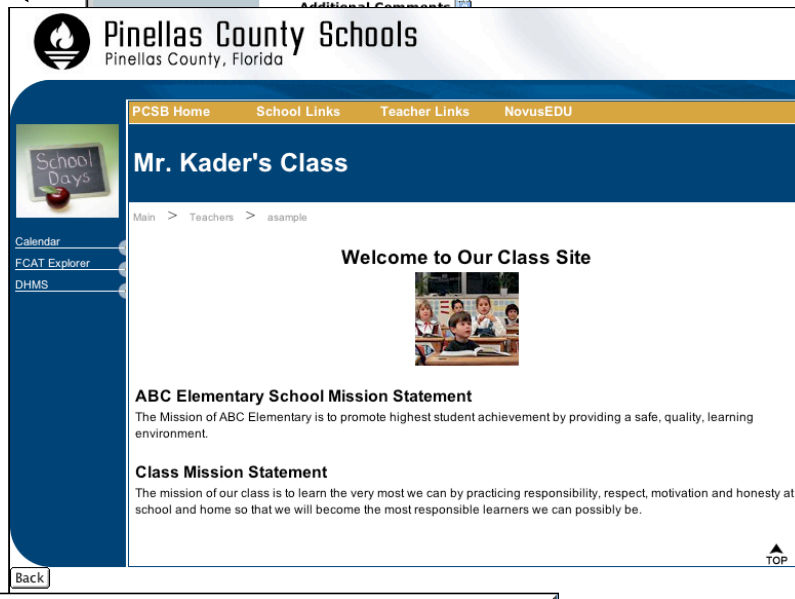 Additional Comments
Pinellas County Schools
Pinellas County, Florida
PCSB Home School Links Teacher Links NovusEDU
School
Days
Mr. Kader's Class
Main > Teachers > asample
Calendar
FCAT Explorer
DHMS
Welcome to Our Class Site
ABC Elementary School Mission Statement
The Mission of ABC Elementary is to promote highest student achievement by providing a safe, quality, learning
environment.
Class Mission Statement
The mission of our class is to learn the very most we can by practicing responsibility, respect, motivation and honesty at
school and home so that we will become the most responsible learners we can possibly be.
TOP
Back